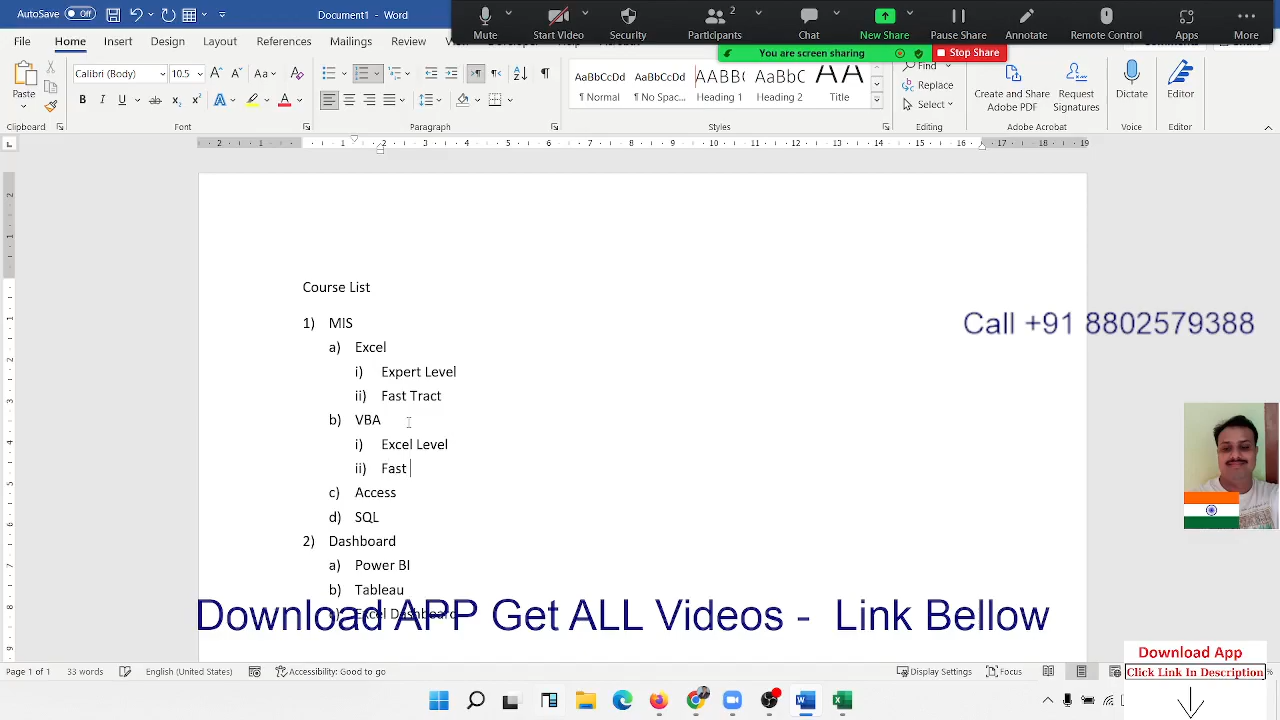 Document1 - Word
AutoSave Off
Mute
Start Video
Security
Participants
2
Chat
New Share
Pause Share
Annotate
Remote Control
Apps
More
You are screen sharing
Stop Share
File Home Insert Design Layout References Mailings Review
Paste
Clipboard
Calibri (Body)
Font
Paragraph
AaBbCcDd
¶ Normal
AaBbCcDd
¶ No Spac...
Heading 1
AaBbC
Heading 2
AA
Title
Styles
Find
Replace
Select
Editing
Create and Share
Adobe PDF
Request
Signatures
Adobe Acrobat
Dictate
Voice
Editor
Editor
Course List
1) MIS
a) Excel
i) Expert Level
ii) Fast Tract
b) VBA
i) Excel Level
ii) Fast
c) Access
d) SQL
2) Dashboard
a) Power BI
b) Tableau
Excel Dashboard
Call +91 8802579388
Download APP Get ALL Videos - Link Bellow
Download App
Click Link In Description
Page 1 of 1
33 words
English (United States)
Accessibility: Good to go
Display Settings
Focus